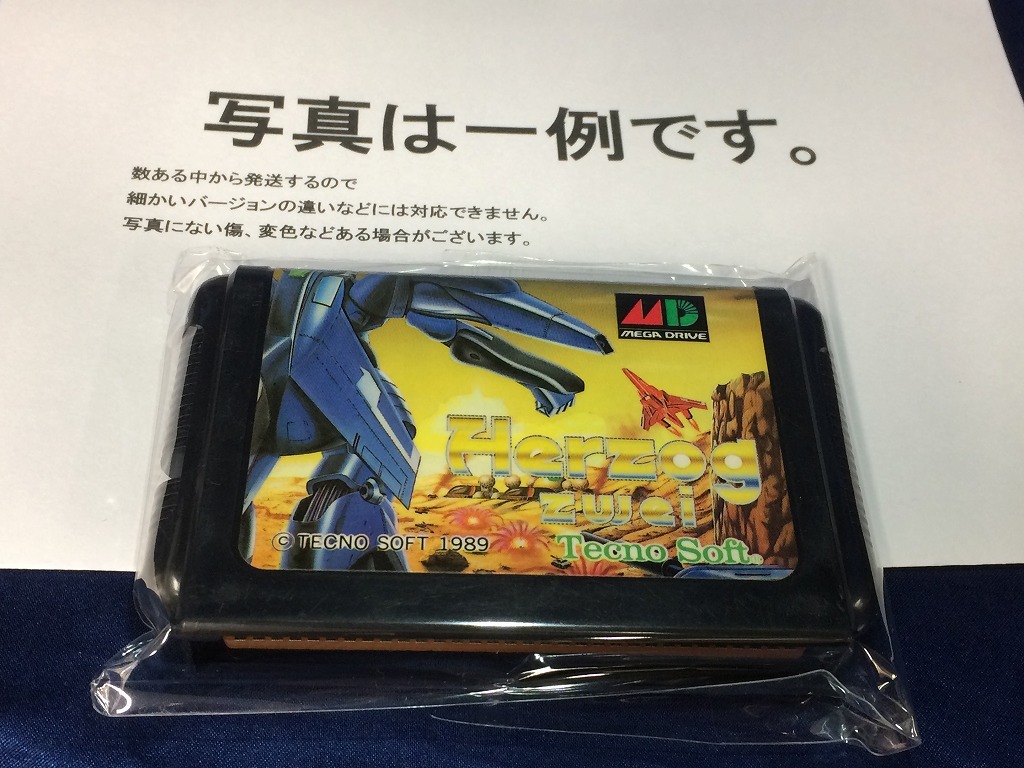 写真は一例です。
数ある中から発送するので
細かいバージョンの違いなどには対応できません。
写真にない傷、変色などある場合がございます。
MD
MEGA DRIVE
Herzog
zwei
© TECNO SOFT 1989
Tecno Soft.